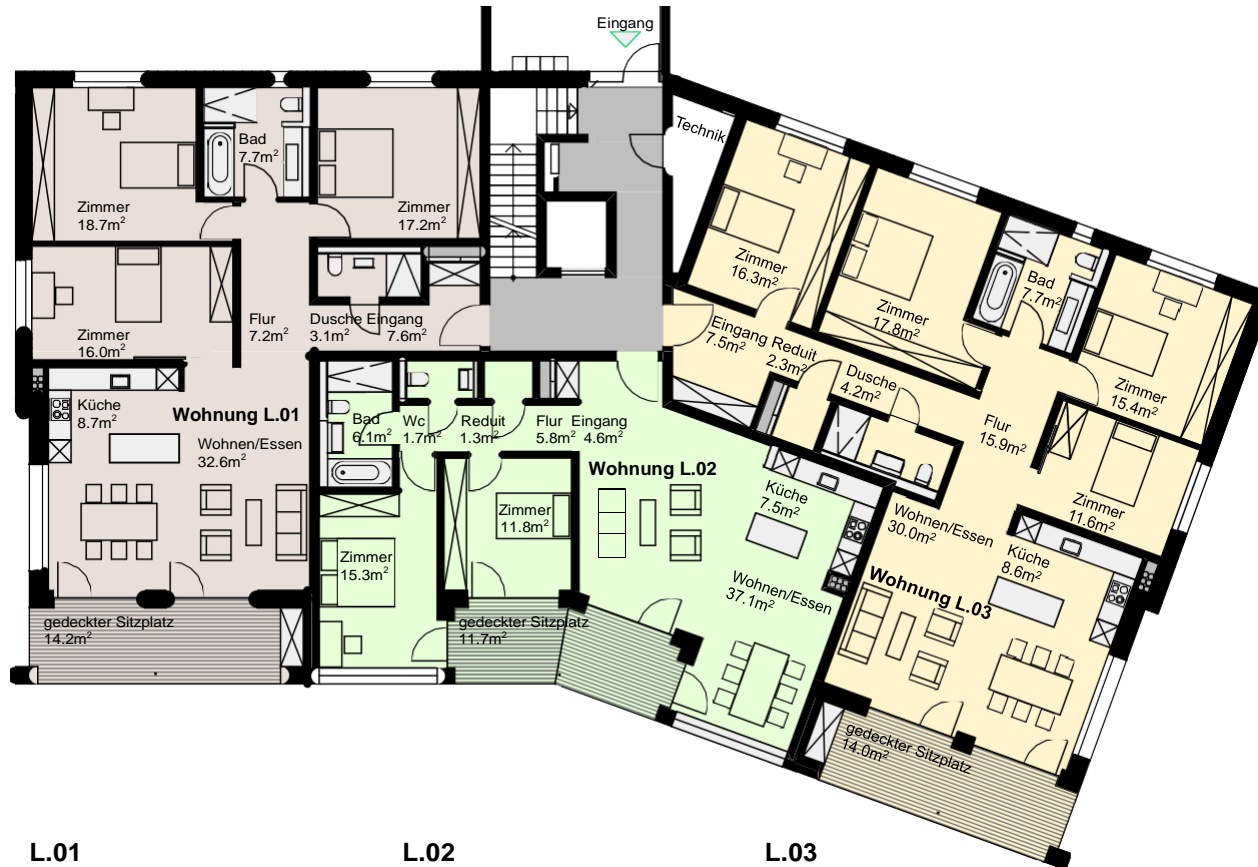 Eingang
Technik
Bad
7.7m²
Zimmer
18.7m²
Zimmer
17.2m²
Zimmer
16.0m²
Flur
7.2m²
Dusche
3.1m²
Eingang
7.6m²
Küche
8.7m²
Wohnung L.01
Wohnen/Essen
32.6m²
gedeckter Sitzplatz
14.2m²
Bad
6.1m²
Wc
1.7m²
Reduit
1.3m²
Flur
5.8m²
Eingang
4.6m²
Wohnung L.02
Zimmer
11.8m²
Zimmer
15.3m²
Küche
7.5m²
Wohnen/Essen
37.1m²
gedeckter Sitzplatz
11.7m²
Zimmer
16.3m²
Zimmer
17.8m²
Bad
7.7m²
Zimmer
15.4m²
Eingang
7.5m²
Reduit
2.3m²
Dusche
4.2m²
Flur
15.9m²
Zimmer
11.6m²
Wohnen/Essen
30.0m²
Küche
8.6m²
Wohnung L.03
gedeckter Sitzplatz
14.0m²
L.01
L.02
L.03